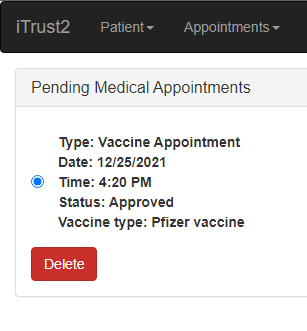 iTrust2 Patient Appointments
Pending Medical Appointments
Type: Vaccine Appointment
Date: 12/25/2021
Time: 4:20 PM
Status: Approved
Vaccine type: Pfizer vaccine
Delete